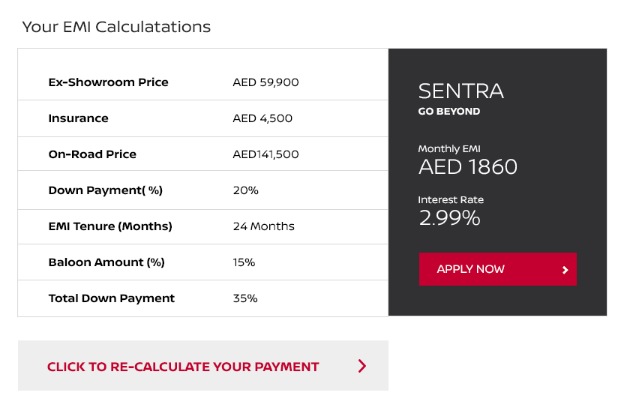 Your EMI Calculatations
Ex-Showroom Price AED 59,900
Insurance AED 4,500
On-Road Price AED141,500
Down Payment( %) 20%
EMI Tenure (Months) 24 Months
Baloon Amount (%) 15%
Total Down Payment 35%
SENTRA
GO BEYOND
Monthly EMI
AED 1860
Interest Rate
2.99%
APPLY NOW
CLICK TO RE-CALCULATE YOUR PAYMENT